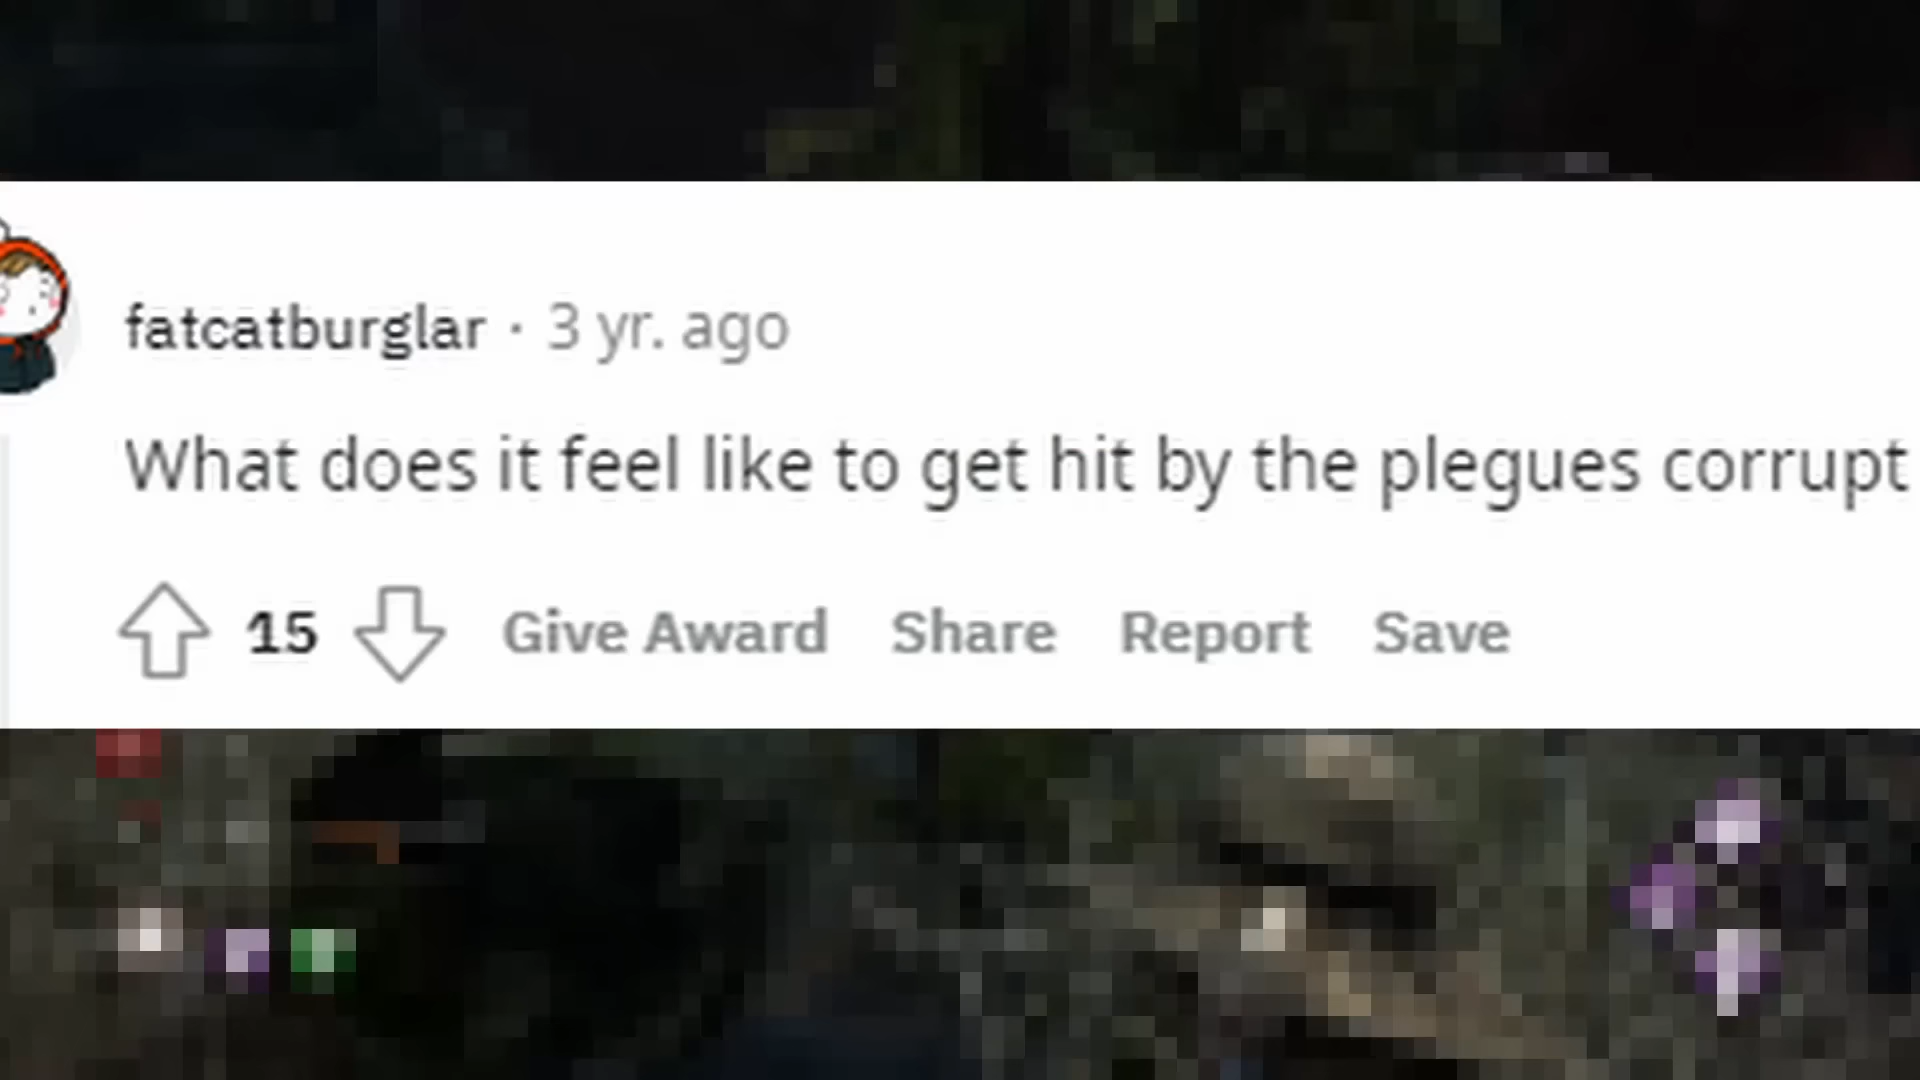 fatcatburglar · 3 yr. ago
What does it feel like to get hit by the plegues corrupt
15 Give Award Share Report Save